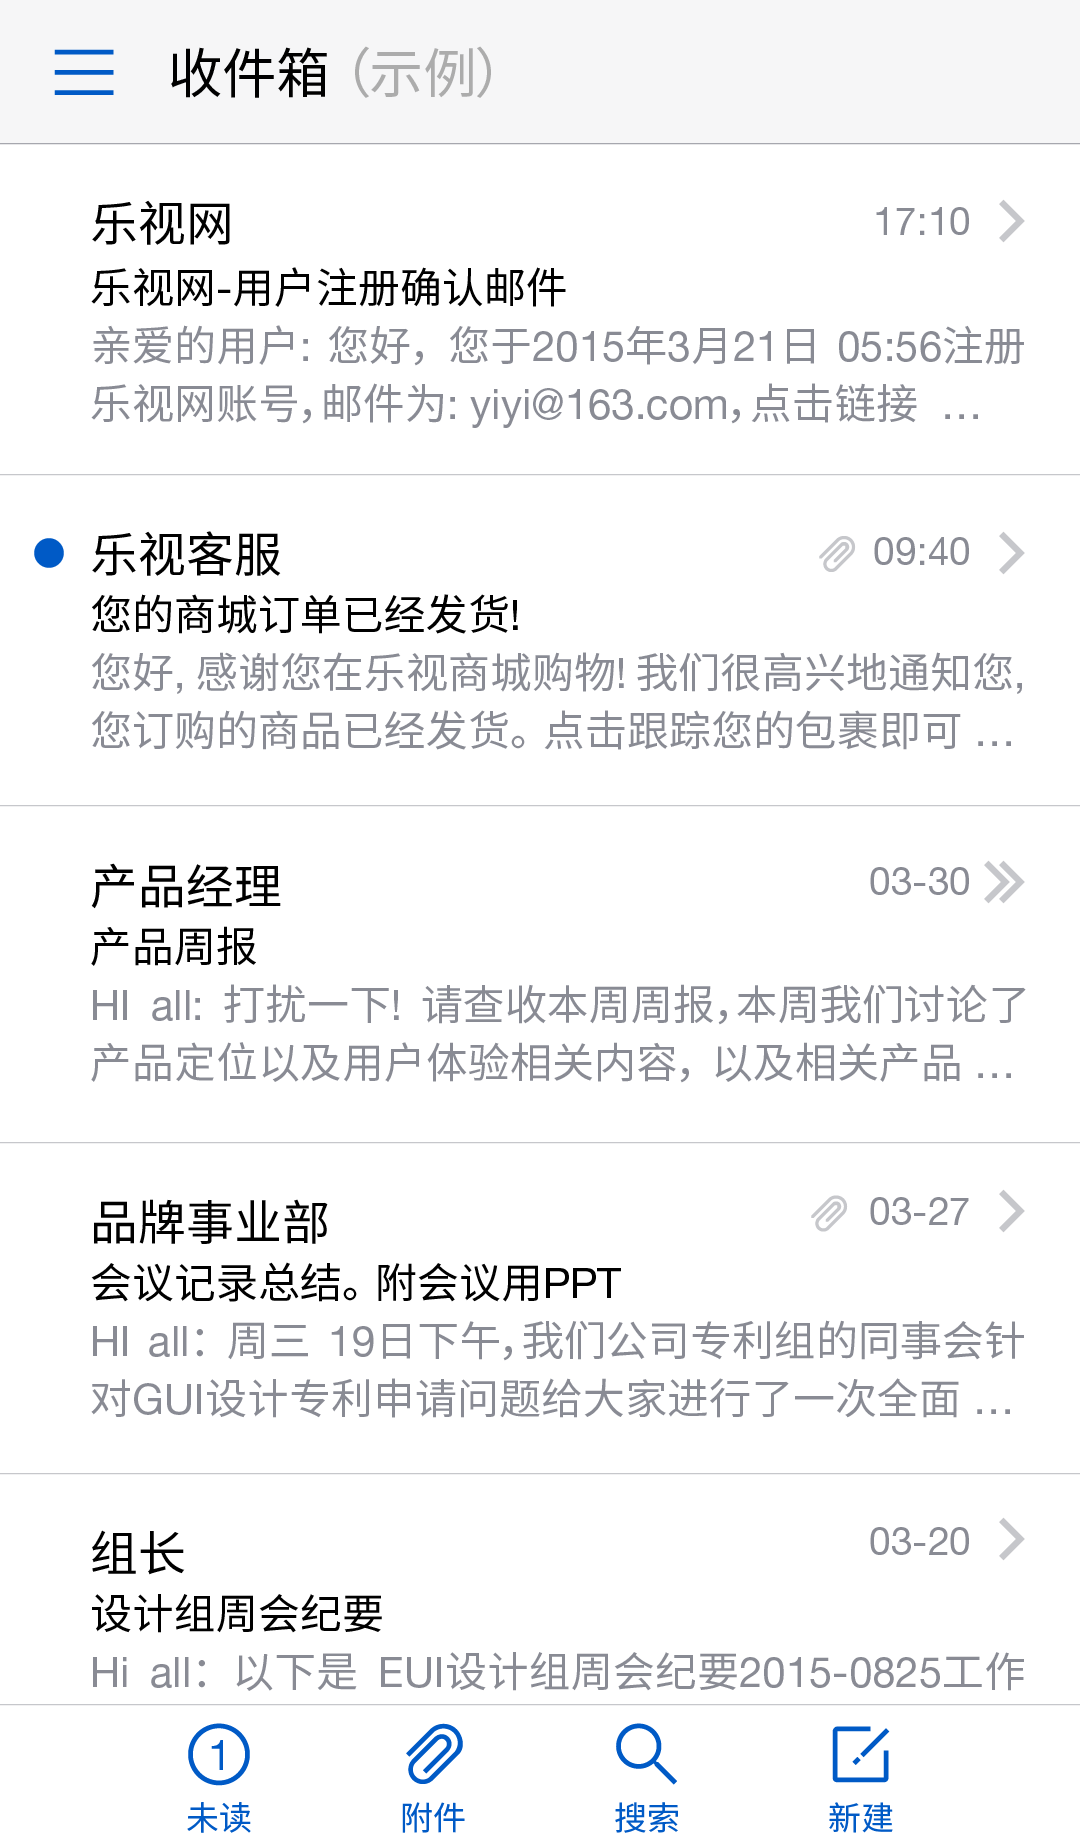 收件箱（示例）
乐视网 17:10
乐视网-用户注册确认邮件
亲爱的用户: 您好，您于2015年3月21日 05:56注册
乐视网账号，邮件为: yiyi@163.com，点击链接 ...
乐视客服 09:40
您的商城订单已经发货!
您好, 感谢您在乐视商城购物! 我们很高兴地通知您,
您订购的商品已经发货。点击跟踪您的包裹即可 ...
产品经理 03-30
产品周报
HI all: 打扰一下! 请查收本周周报，本周我们讨论了
产品定位以及用户体验相关内容，以及相关产品 ...
品牌事业部 03-27
会议记录总结。附会议用PPT
HI all：周三 19日下午，我们公司专利组的同事会针
对GUI设计专利申请问题给大家进行了一次全面 ...
组长 03-20
设计组周会纪要
Hi all：以下是 EUI设计组周会纪要2015-0825工作
1
未读 附件 搜索 新建